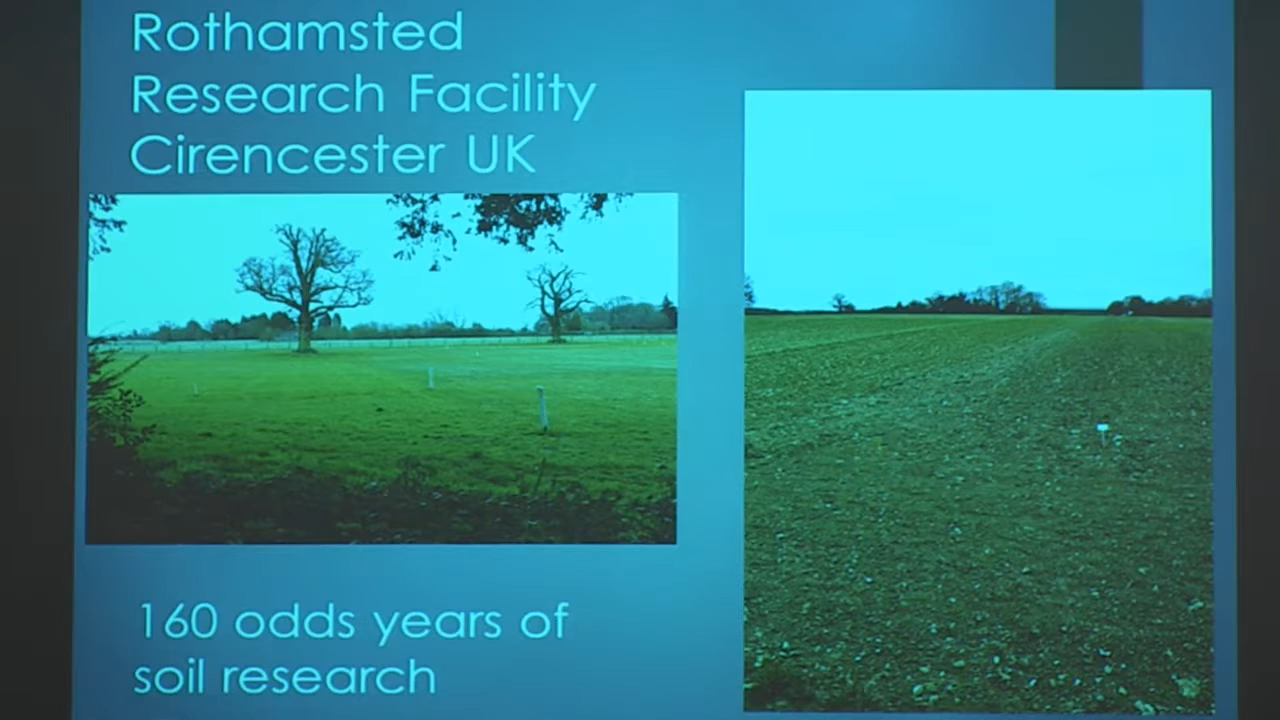 Rothamsted
Research Facility
Cirencester UK
160 odds years of
soil research